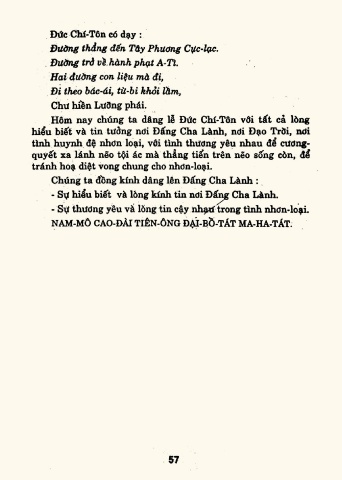 Đức Chí-Tôn có dạy :
Đường thẳng đến Tây Phương Cực-lạc.
Đường trở về hành phạt A-Tì.
Hai đường con liệu mà đi,
Đi theo bác-ái, từ-bi khỏi lầm,
Chư hiền Lưỡng phái.
Hôm nay chúng ta dâng lễ Đức Chí-Tôn với tất cả lòng
hiểu biết và tin tưởng nơi Đấng Cha Lành, nơi Đạo Trời, nơi
tình huynh đệ nhơn loại, với tình thương yêu nhau để cương-
quyết xa lánh nẽo tội ác mà thẳng tiến trên nẽo sống còn, để
tránh hoạ diệt vong chung cho nhơn-loại.
Chúng ta đồng kính dâng lên Đấng Cha Lành :
- Sự hiểu biết và lòng kính tin nơi Đấng Cha Lành.
- Sự thương yêu và lòng tin cậy nhau trong tình nhơn-loại.
NAM-MÔ CAO-ĐÀI TIÊN-ÔNG ĐẠI-BỒ-TÁT MA-HA-TÁT.
57